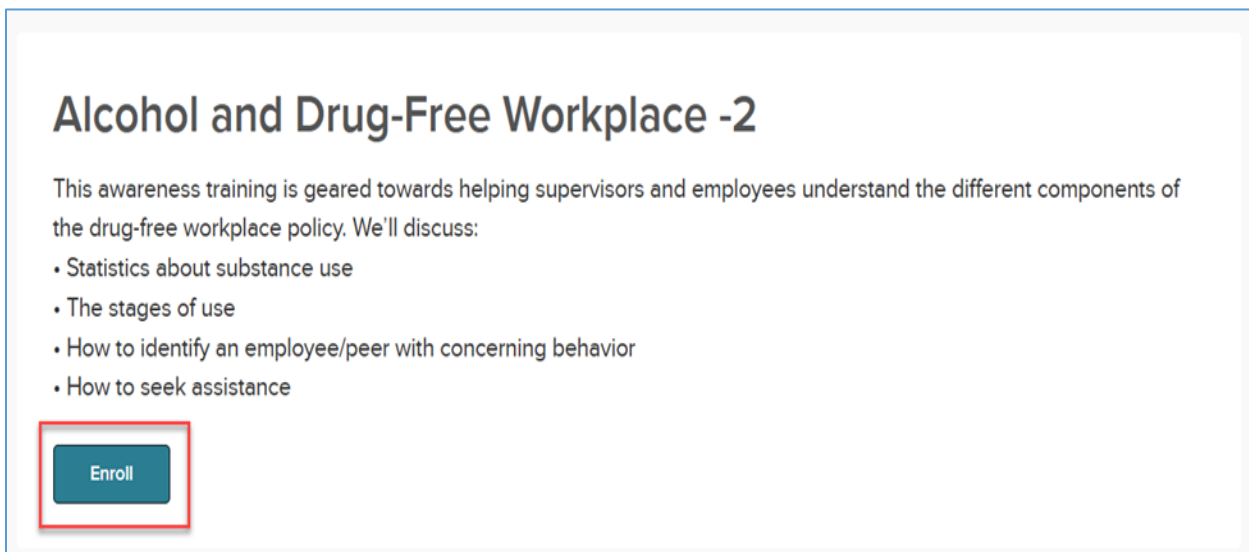 Alcohol and Drug-Free Workplace -2
This awareness training is geared towards helping supervisors and employees understand the different components of
the drug-free workplace policy. We'll discuss:
• Statistics about substance use
• The stages of use
• How to identify an employee/peer with concerning behavior
• How to seek assistance
Enroll